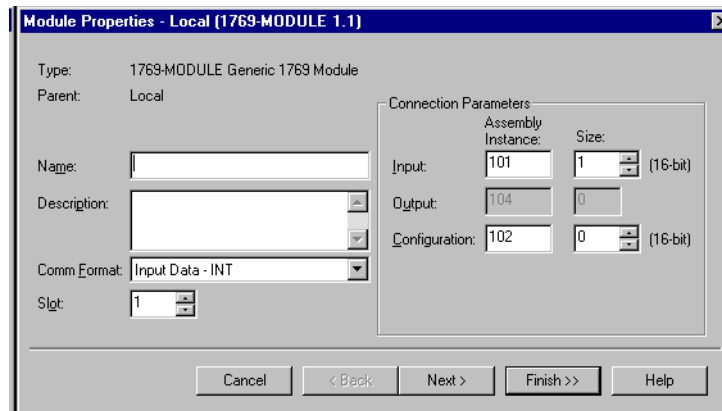 Module Properties - Local (1769-MODULE 1.1)
Type: 1769-MODULE Generic 1769 Module
Parent: Local
Name:
Description:
Comm Format: Input Data - INT
Slot: 1
Connection Parameters
Assembly Instance: Size:
Input: 101 1 (16-bit)
Output: 104 0
Configuration: 102 0 (16-bit)
Cancel < Back Next > Finish >> Help